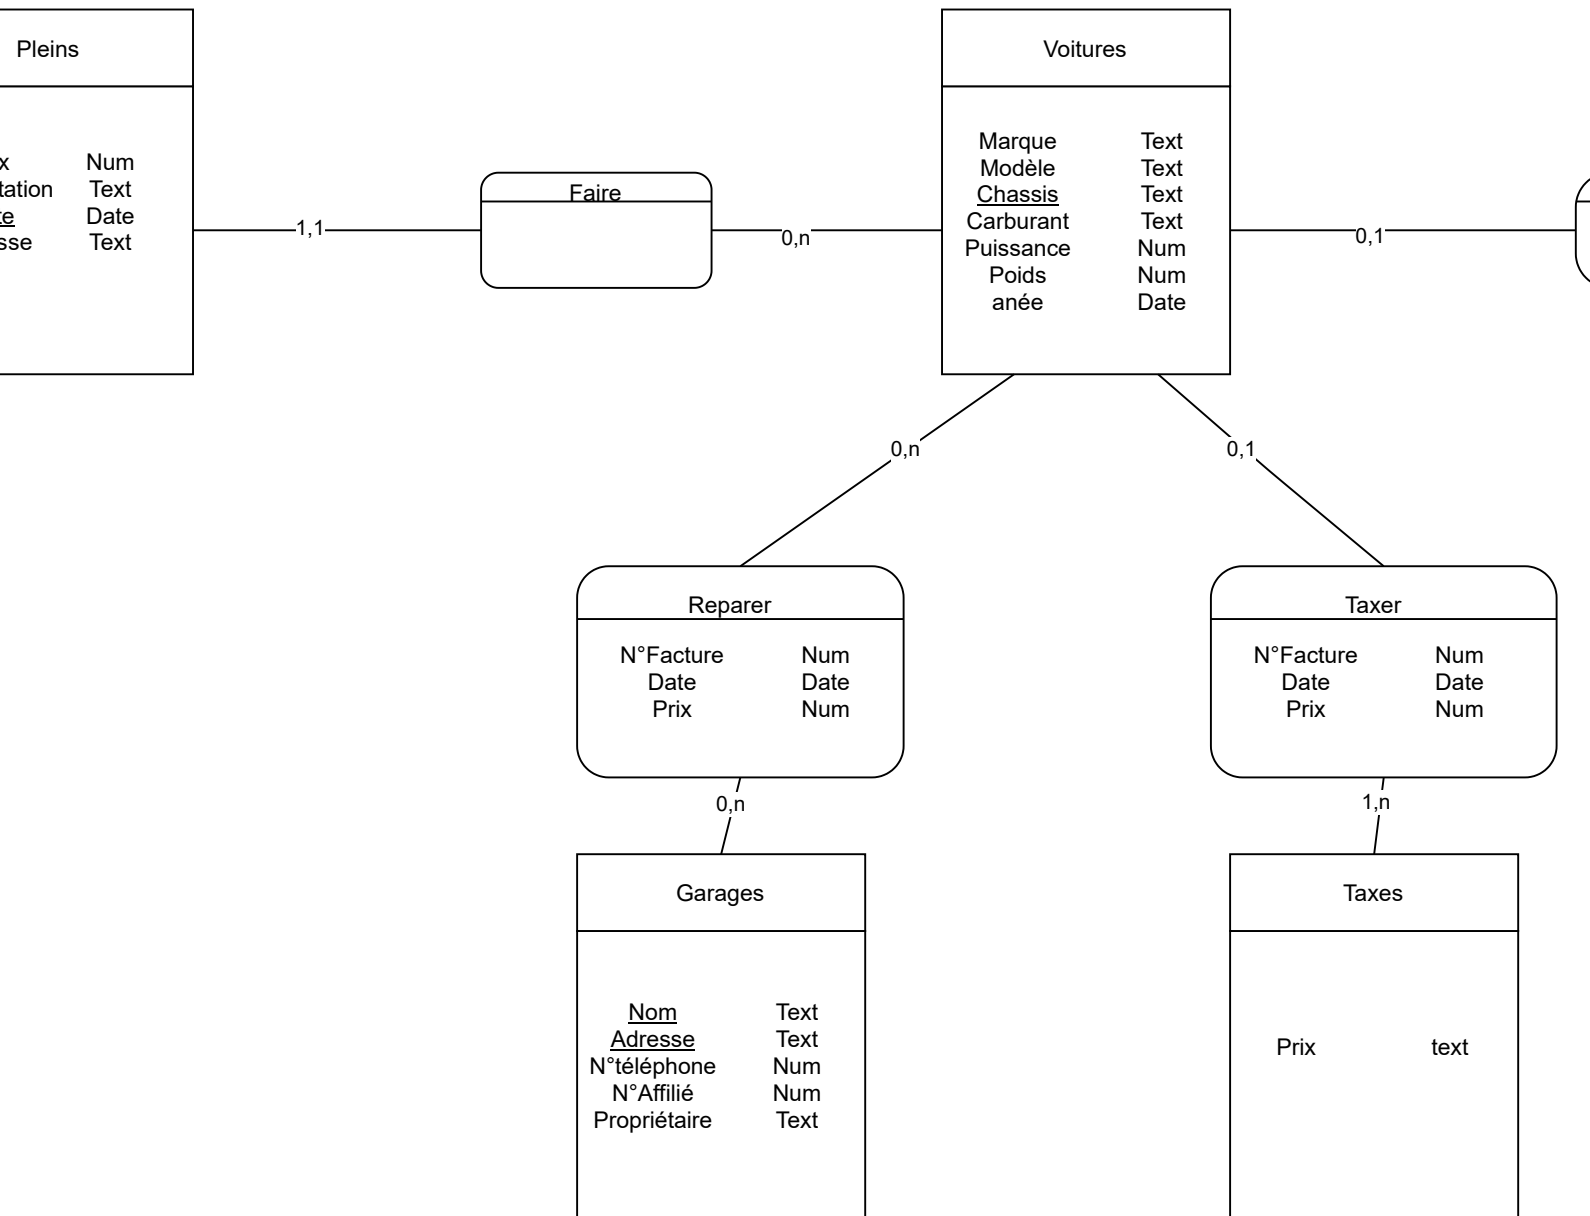 Pleins
x Num
tation Text
te Date
sse Text
1,1
Faire
0,n
Voitures
Marque Text
Modèle Text
Chassis Text
Carburant Text
Puissance Num
Poids Num
anée Date
0,1
0,n
0,1
Reparer
N°Facture Num
Date Date
Prix Num
Taxer
N°Facture Num
Date Date
Prix Num
0,n
1,n
Garages
Nom Text
Adresse Text
N°téléphone Num
N°Affilié Num
Propriétaire Text
Taxes
Prix text